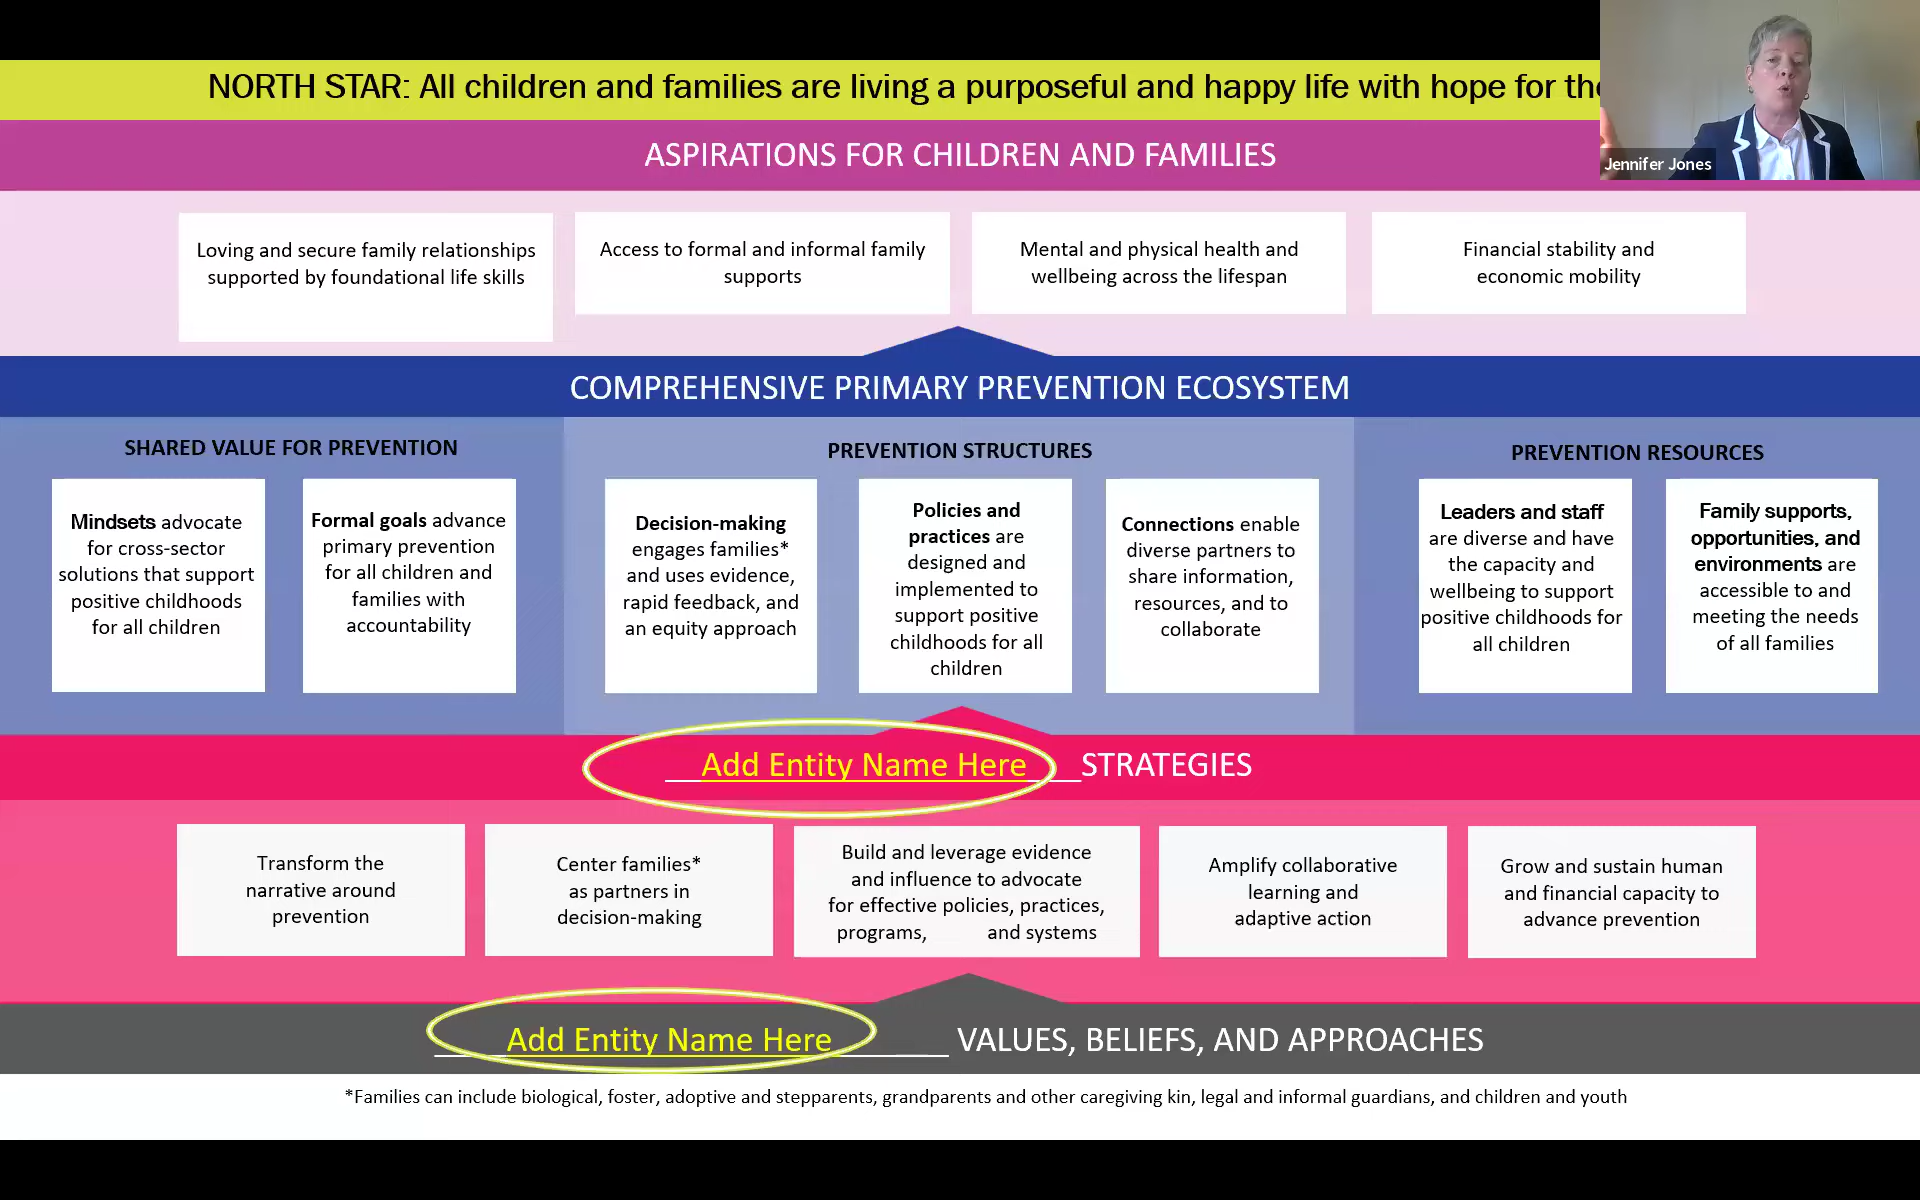 NORTH STAR: All children and families are living a purposeful and happy life with hope for
Jennifer Jones
ASPIRATIONS FOR CHILDREN AND FAMILIES
Loving and secure family relationships
supported by foundational life skills
Access to formal and informal family
supports
Mental and physical health and
wellbeing across the lifespan
Financial stability and
economic mobility
COMPREHENSIVE PRIMARY PREVENTION ECOSYSTEM
SHARED VALUE FOR PREVENTION
Mindsets advocate
for cross-sector
solutions that support
positive childhoods
for all children
Formal goals advance
primary prevention
for all children and
families with
accountability
PREVENTION STRUCTURES
Decision-making
engages families*
and uses evidence,
rapid feedback, and
an equity approach
Policies and
practices are
designed and
implemented to
support positive
childhoods for all
children
Connections enable
diverse partners to
share information,
resources, and to
collaborate
PREVENTION RESOURCES
Leaders and staff
are diverse and have
the capacity and
wellbeing to support
positive childhoods for
all children
Family supports,
opportunities, and
environments are
accessible to and
meeting the needs
of all families
__Add Entity Name Here___STRATEGIES
Transform the
narrative around
prevention
Center families*
as partners in
decision-making
Build and leverage evidence
and influence to advocate
for effective policies, practices,
programs, and systems
Amplify collaborative
learning and
adaptive action
Grow and sustain human
and financial capacity to
advance prevention
____Add Entity Name Here______ VALUES, BELIEFS, AND APPROACHES
*Families can include biological, foster, adoptive and stepparents, grandparents and other caregiving kin, legal and informal guardians, and children and youth